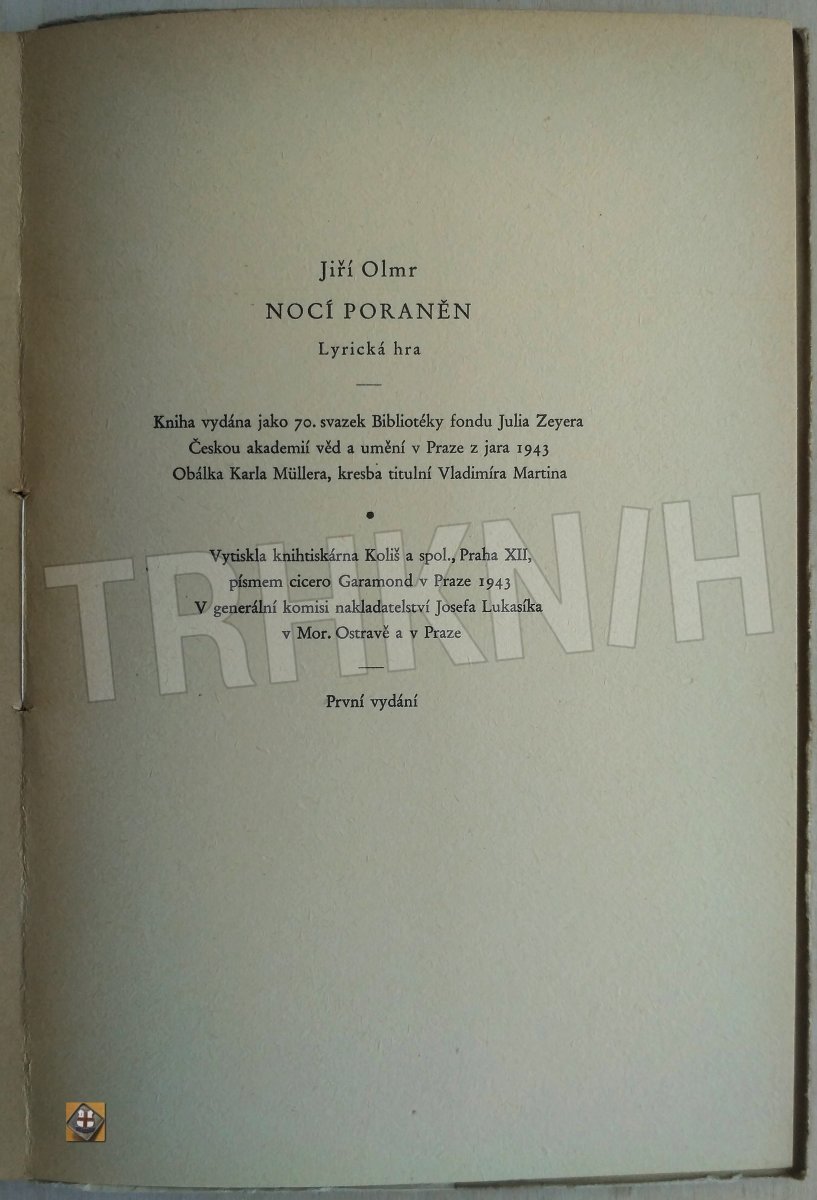 Jiří Olmr
NOCÍ PORANĚN
Lyrická hra
Kniha vydána jako 70. svazek Bibliotéky fondu Julia Zeyera
Českou akademií věd a umění v Praze z jara 1943
Obálka Karla Müllera, kresba titulní Vladimíra Martina
•
Vytiskla knihtiskárna Koliš a spol., Praha XII,
písmem cicero Garamond v Praze 1943
V generální komisi nakladatelství Josefa Lukasíka
v Mor. Ostravě a v Praze
První vydání
TRHKN/H